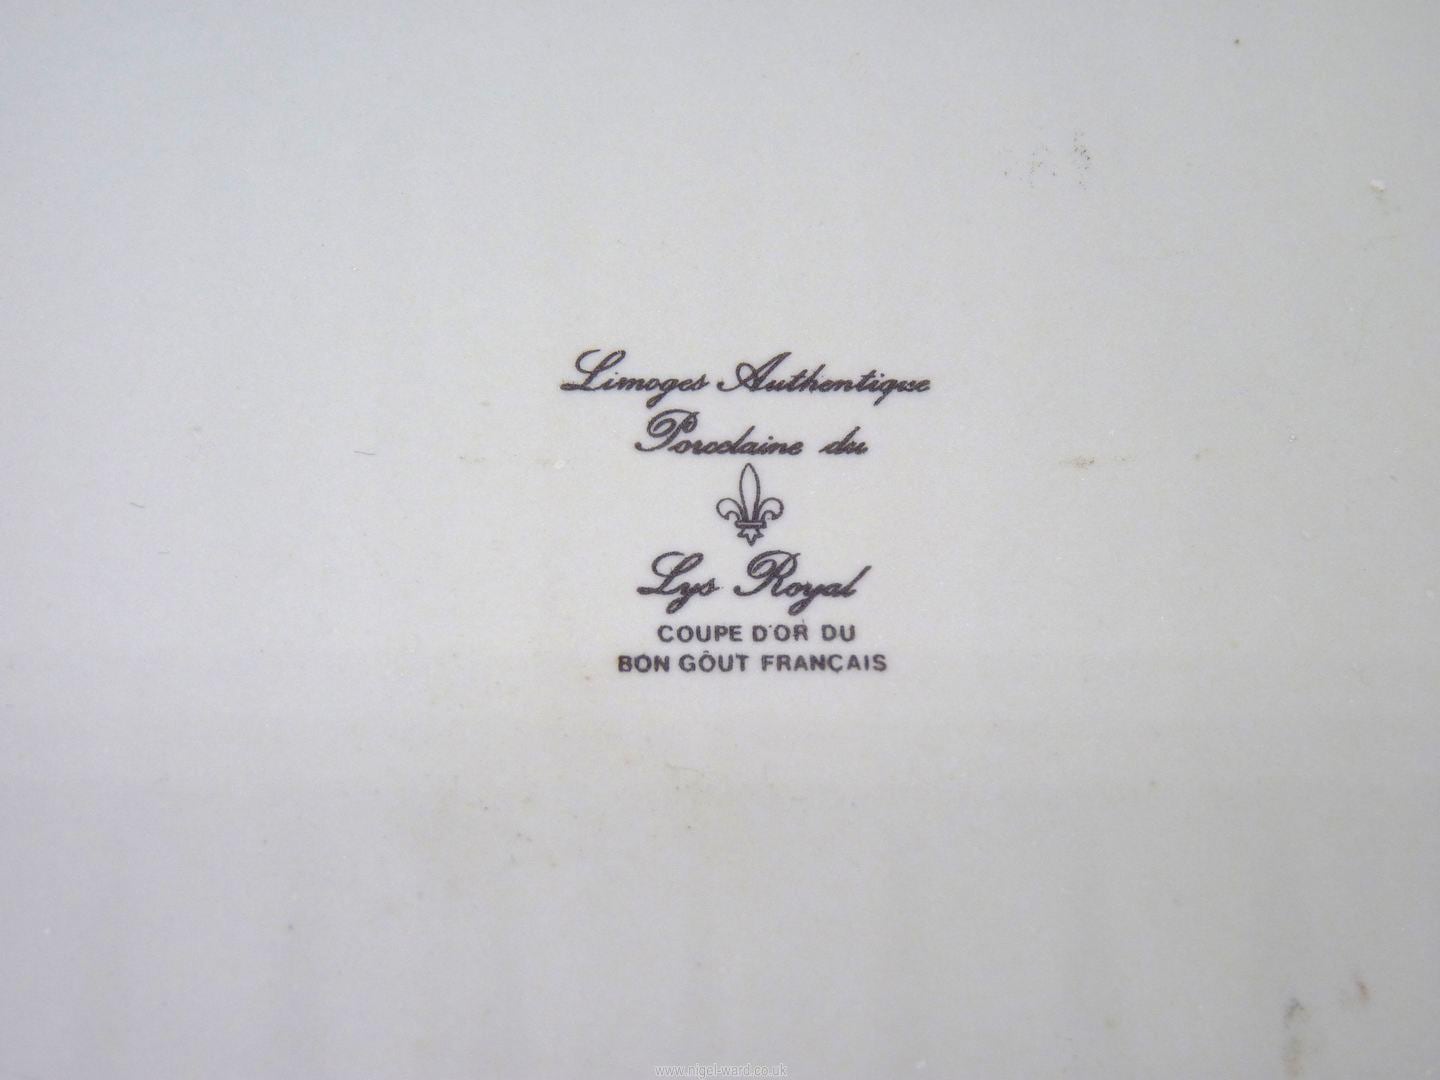 Limoges Authentique
Porcelaine du
Lys Royal
COUPE D'OR DU
BON GÔUT FRANÇAIS
www.nigel-ward.co.uk